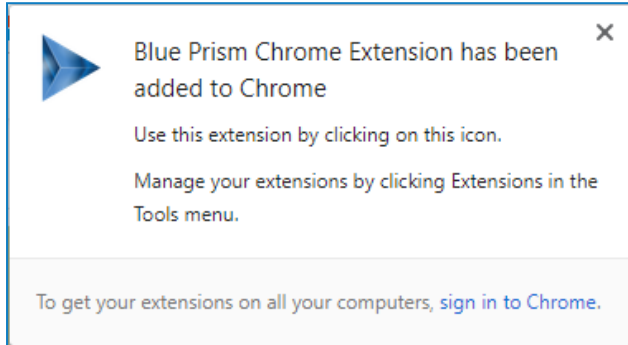 Blue Prism Chrome Extension has been
added to Chrome
Use this extension by clicking on this icon.
Manage your extensions by clicking Extensions in the
Tools menu.
To get your extensions on all your computers, sign in to Chrome.